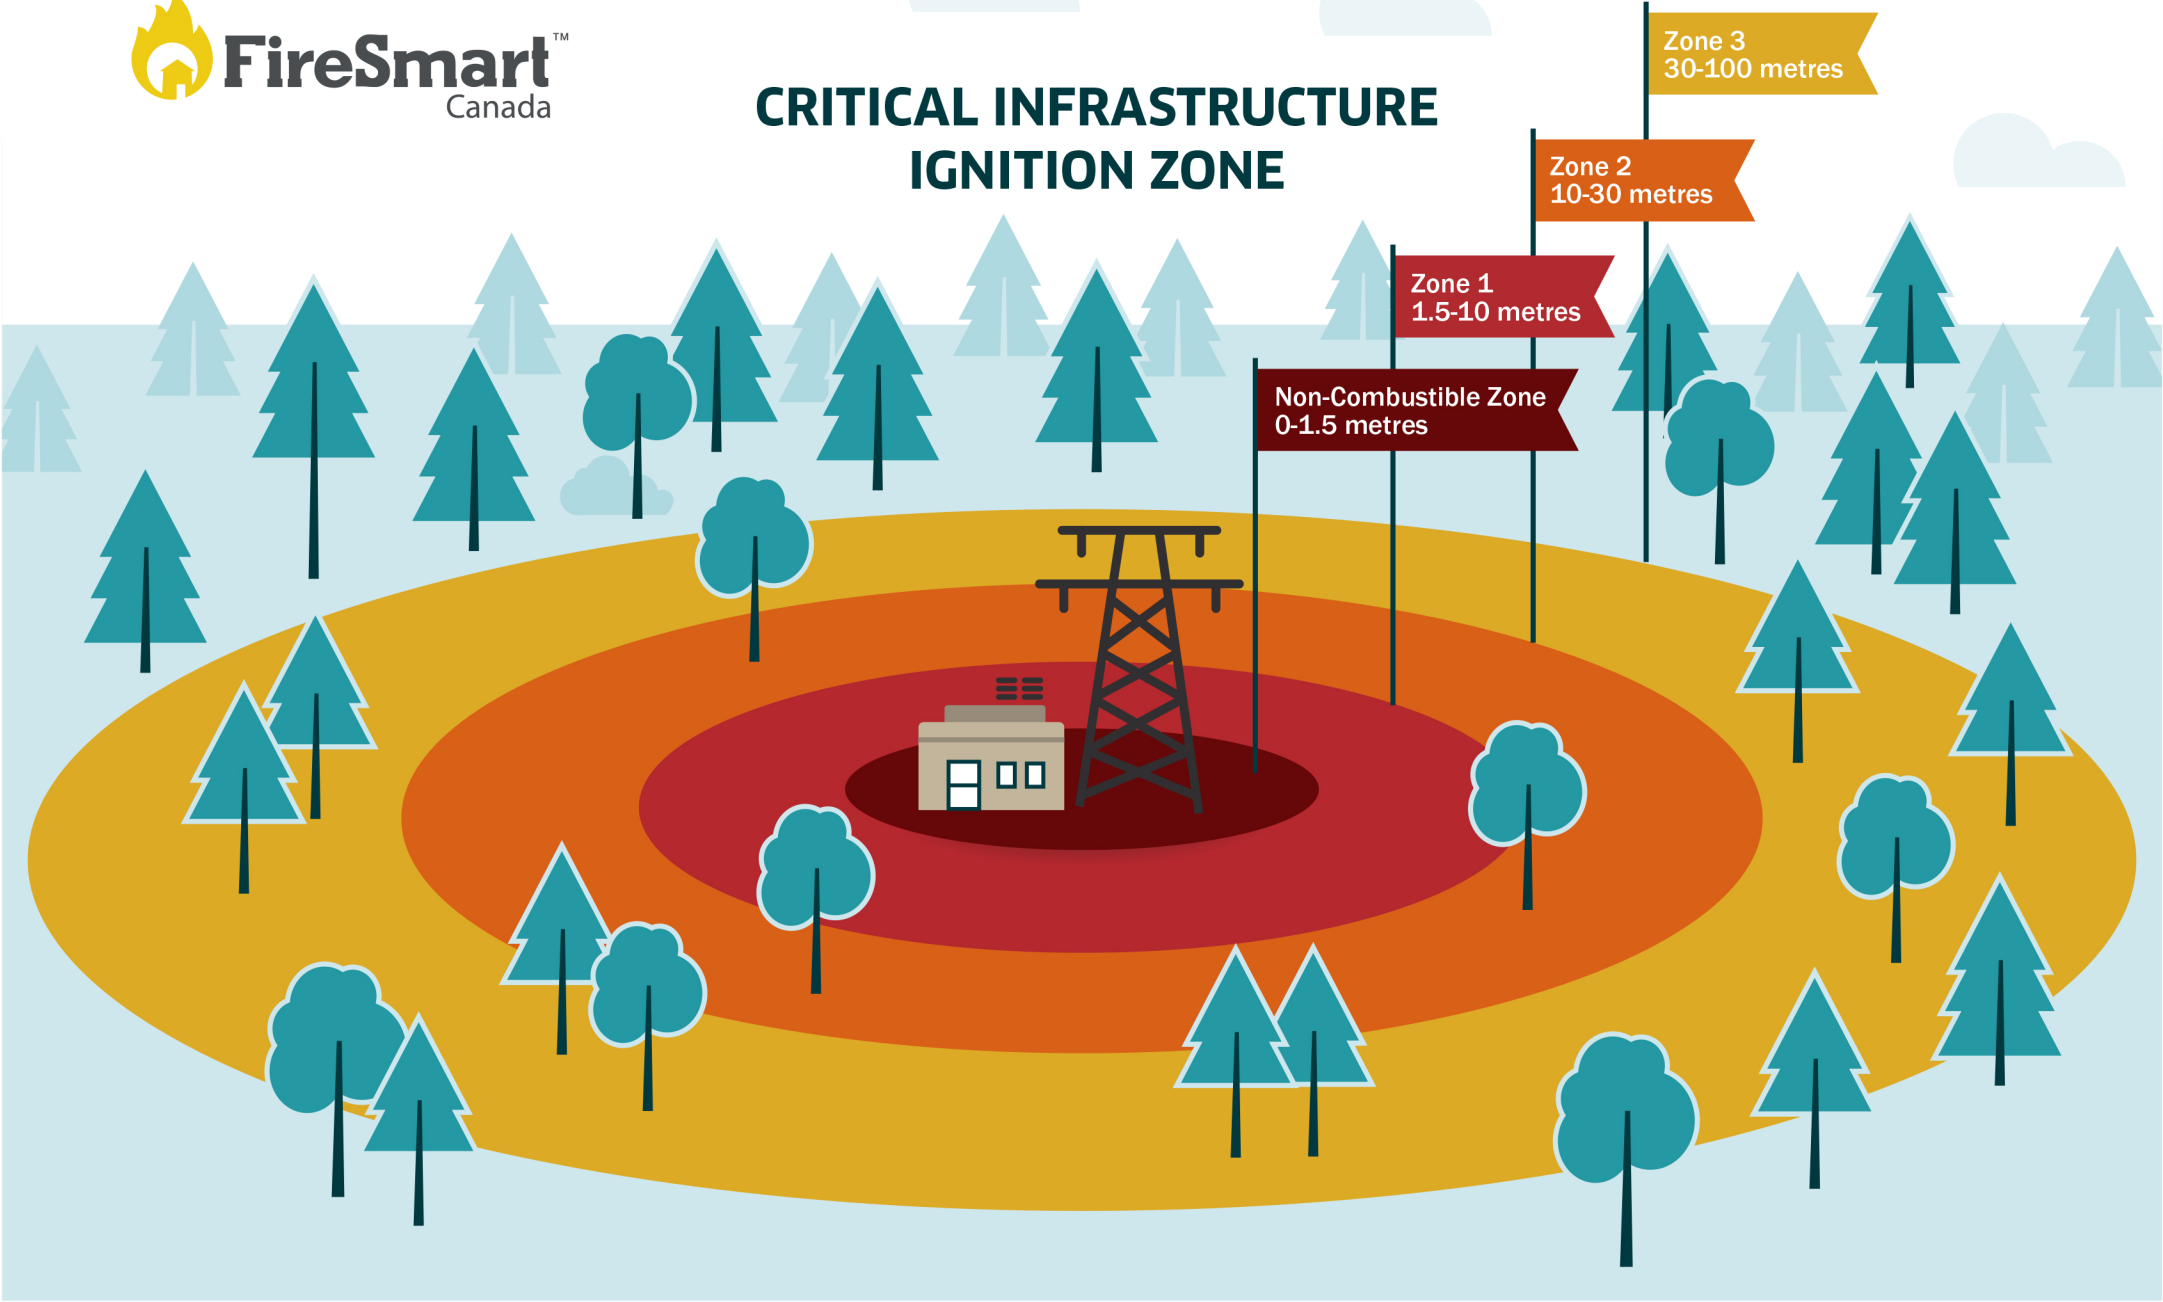 FireSmart™
Canada
CRITICAL INFRASTRUCTURE
IGNITION ZONE
Zone 3
30-100 metres
Zone 2
10-30 metres
Zone 1
1.5-10 metres
Non-Combustible Zone
0-1.5 metres